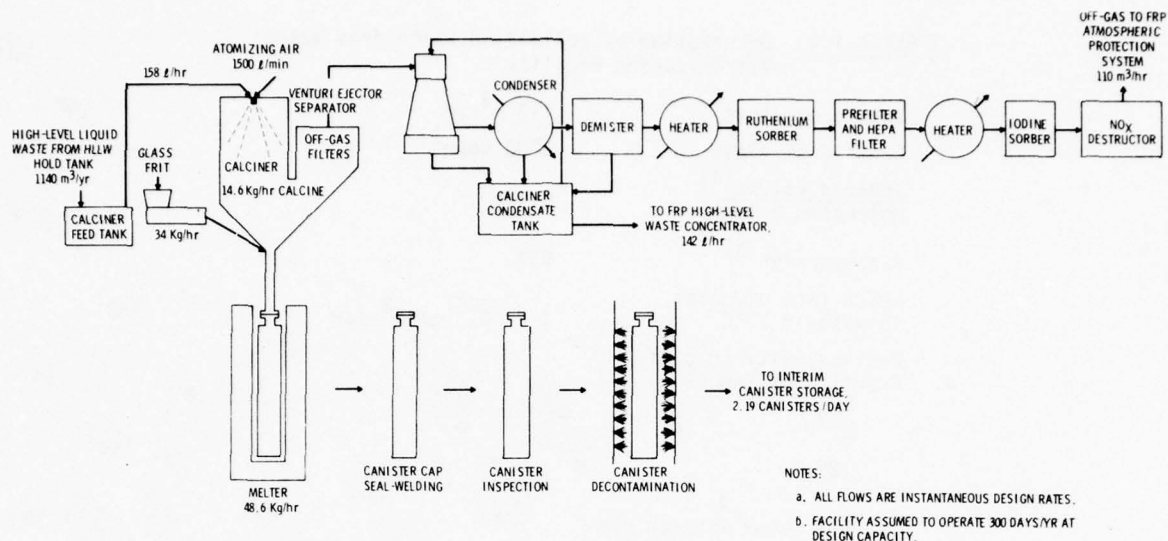 ATOMIZING AIR
1500 ℓ/min
158 ℓ/hr
VENTURI EJECTOR
SEPARATOR
HIGH-LEVEL LIQUID
WASTE FROM HLLW
HOLD TANK
1140 m³/yr
GLASS
FRIT
CALCINER
14.6 Kg/hr CALCINE
OFF-GAS
FILTERS
CALCINER
FEED TANK
34 Kg/hr
CONDENSER
DEMISTER
HEATER
RUTHENIUM
SORBER
PREFILTER
AND HEPA
FILTER
HEATER
IODINE
SORBER
NOX
DESTRUCTOR
OFF-GAS TO FRP
ATMOSPHERIC
PROTECTION
SYSTEM
110 m³/hr
CALCINER
CONDENSATE
TANK
TO FRP HIGH-LEVEL
WASTE CONCENTRATOR,
142 ℓ/hr
MELTER
48.6 Kg/hr
CANISTER CAP
SEAL-WELDING
CANISTER
INSPECTION
CANISTER
DECONTAMINATION
TO INTERIM
CANISTER STORAGE,
2.19 CANISTERS/DAY
NOTES:
a. ALL FLOWS ARE INSTANTANEOUS DESIGN RATES.
b. FACILITY ASSUMED TO OPERATE 300 DAYS/YR AT
DESIGN CAPACITY.